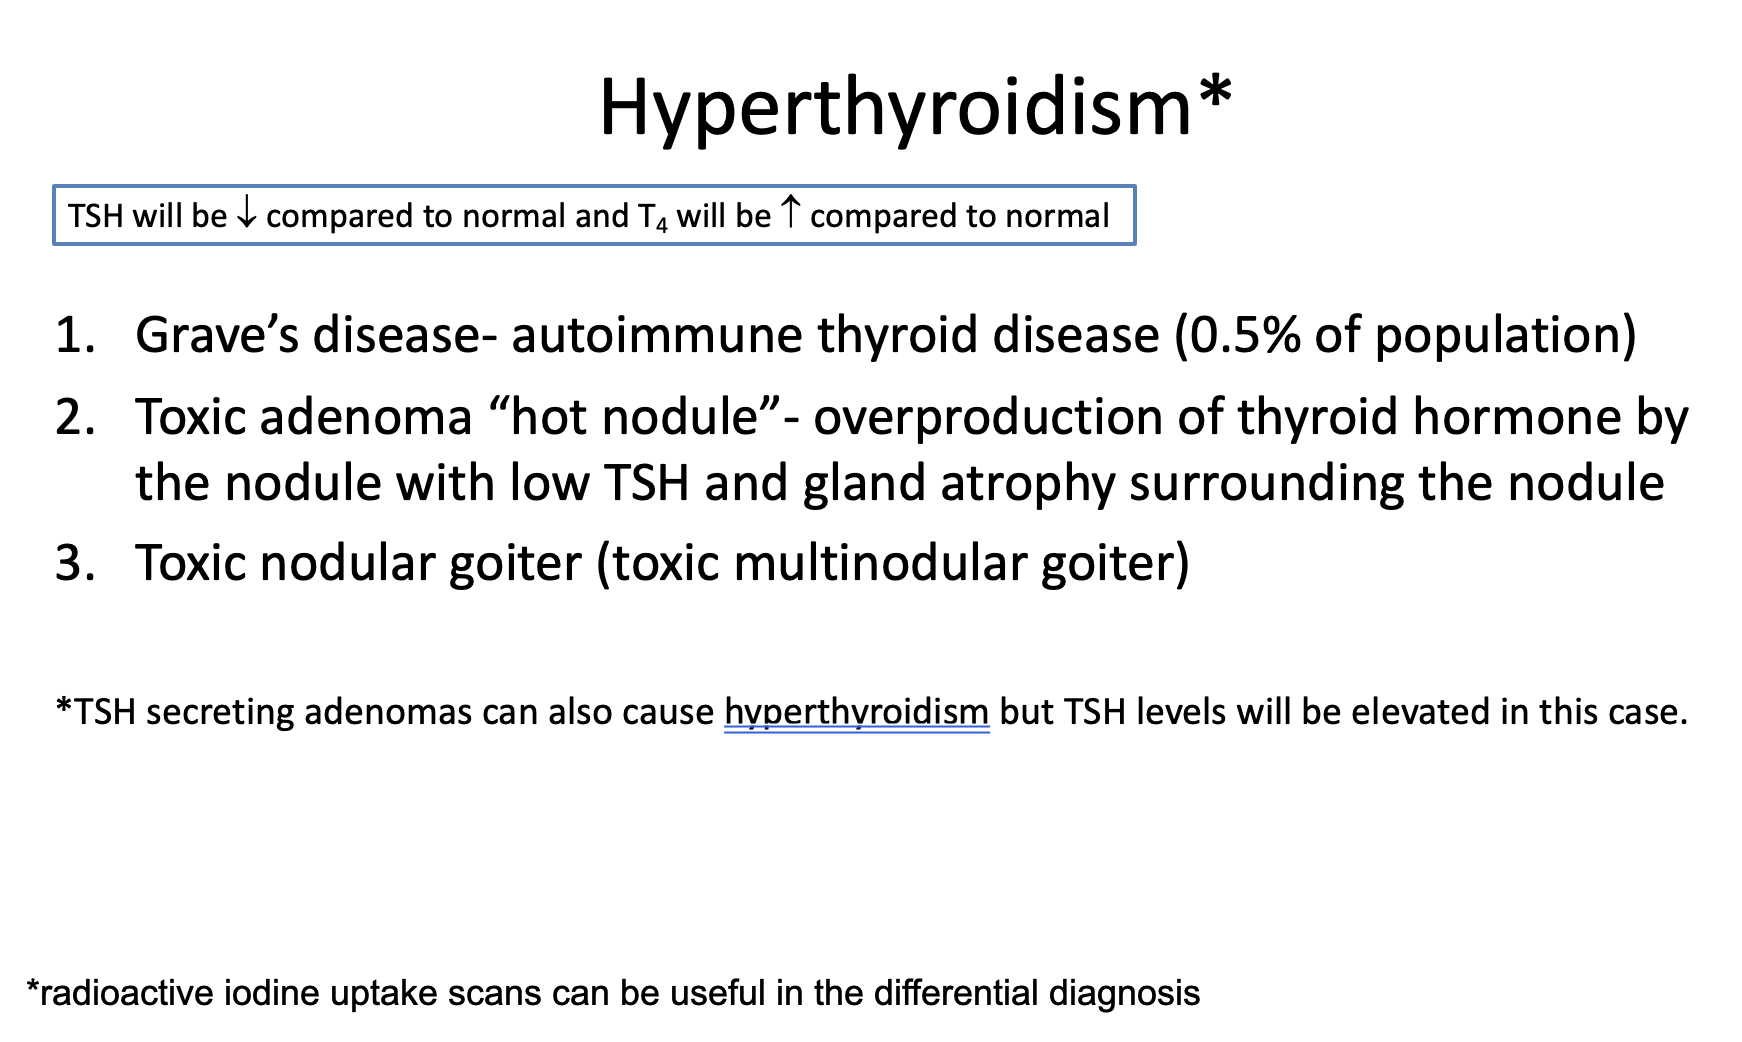 Hyperthyroidism*
TSH will be ↓ compared to normal and T₄ will be ↑ compared to normal
1. Grave’s disease- autoimmune thyroid disease (0.5% of population)
2. Toxic adenoma “hot nodule”- overproduction of thyroid hormone by
the nodule with low TSH and gland atrophy surrounding the nodule
3. Toxic nodular goiter (toxic multinodular goiter)
*TSH secreting adenomas can also cause hyperthyroidism but TSH levels will be elevated in this case.
*radioactive iodine uptake scans can be useful in the differential diagnosis